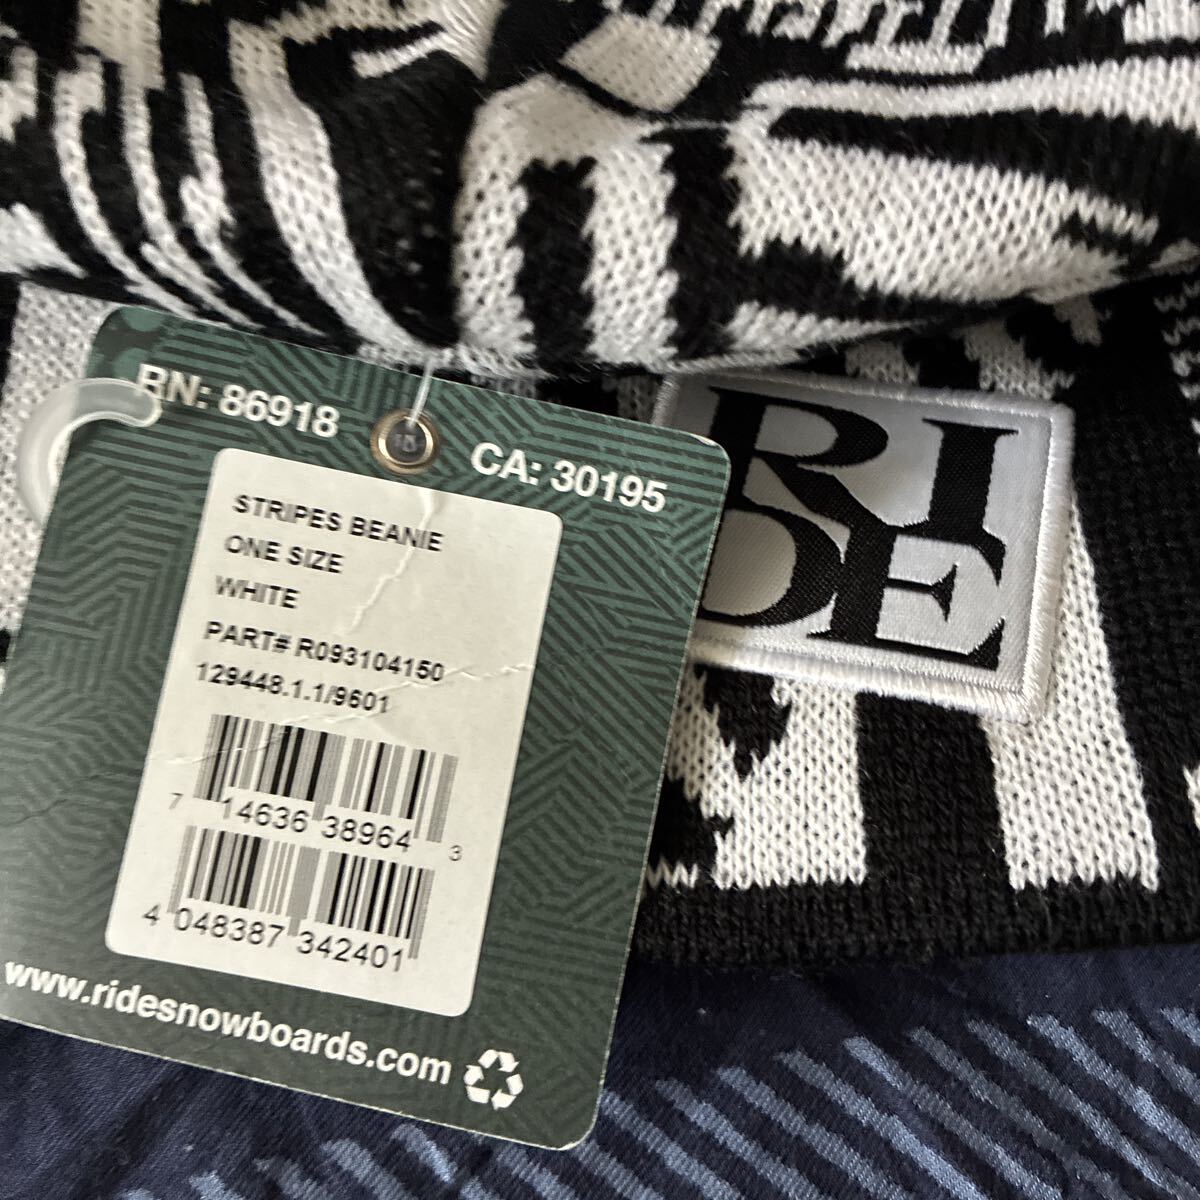 RN: 86918
CA: 30195
STRIPES BEANIE
ONE SIZE
WHITE
PART# R093104150
129448.1.1/9601
7 14636 38964 3
4 048387 342401
www.ridesnowboards.com
RI
DE